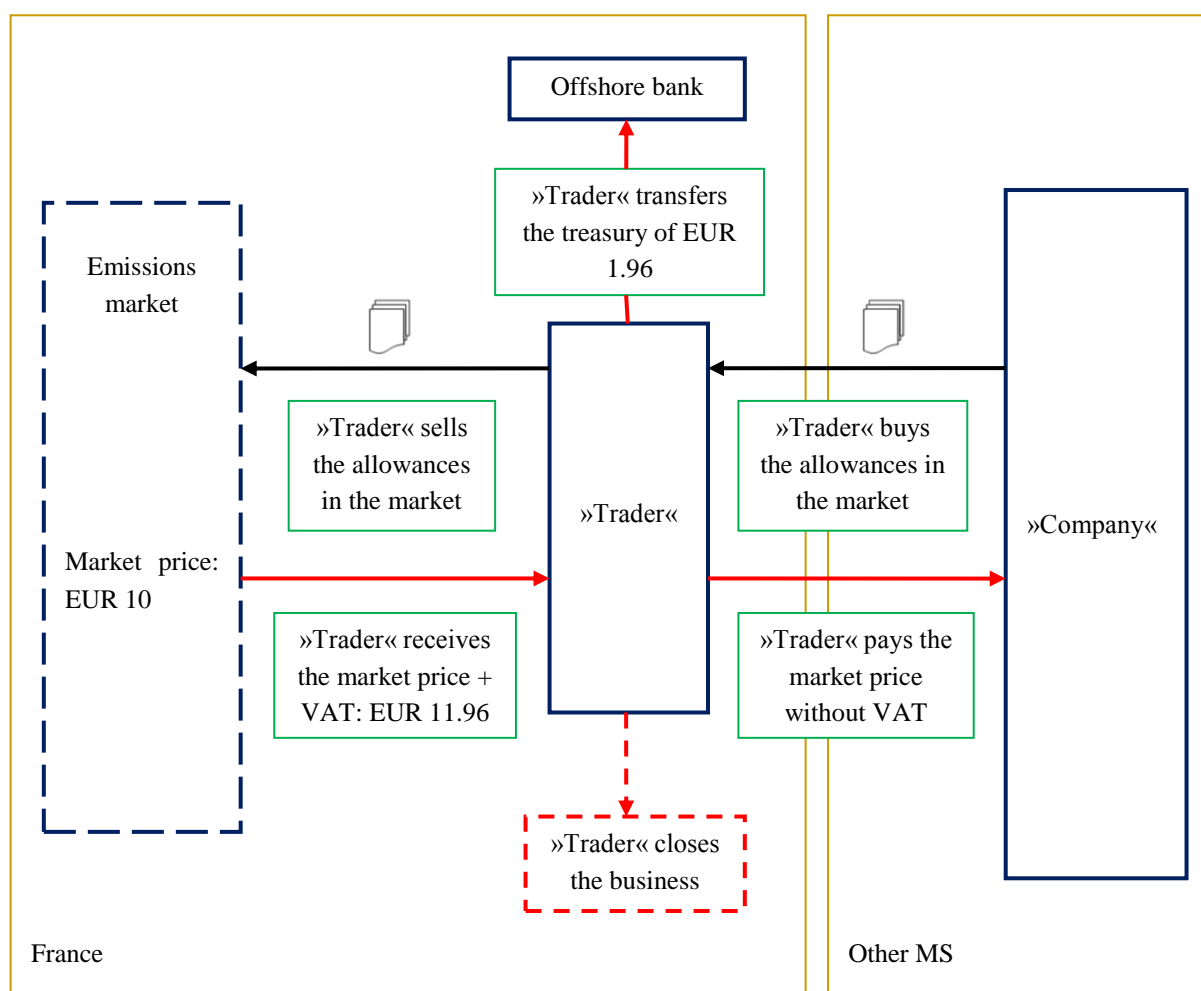 Offshore bank
»Trader« transfers
the treasury of EUR
1.96
Emissions
market
»Trader« sells
the allowances
in the market
»Trader« buys
the allowances in
the market
»Trader«
»Company«
Market price:
EUR 10
»Trader« receives
the market price +
VAT: EUR 11.96
»Trader« pays the
market price
without VAT
»Trader« closes
the business
France
Other MS